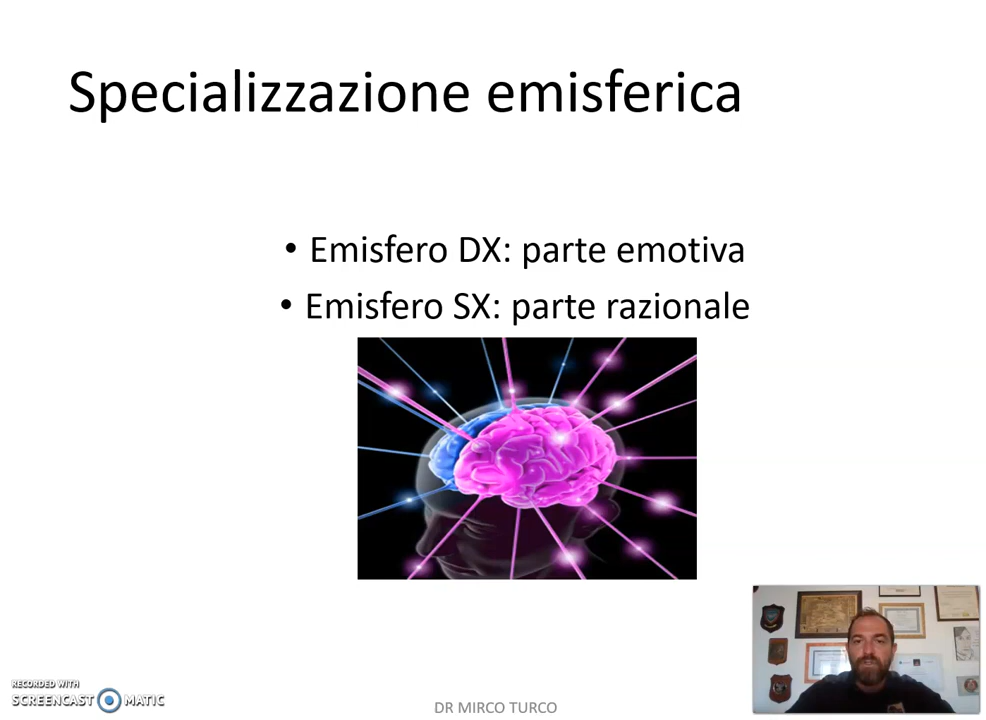 Specializzazione emisferica
• Emisfero DX: parte emotiva
• Emisfero SX: parte razionale
RECORDED WITH
SCREENCAST MATIC
DR MIRCO TURCO